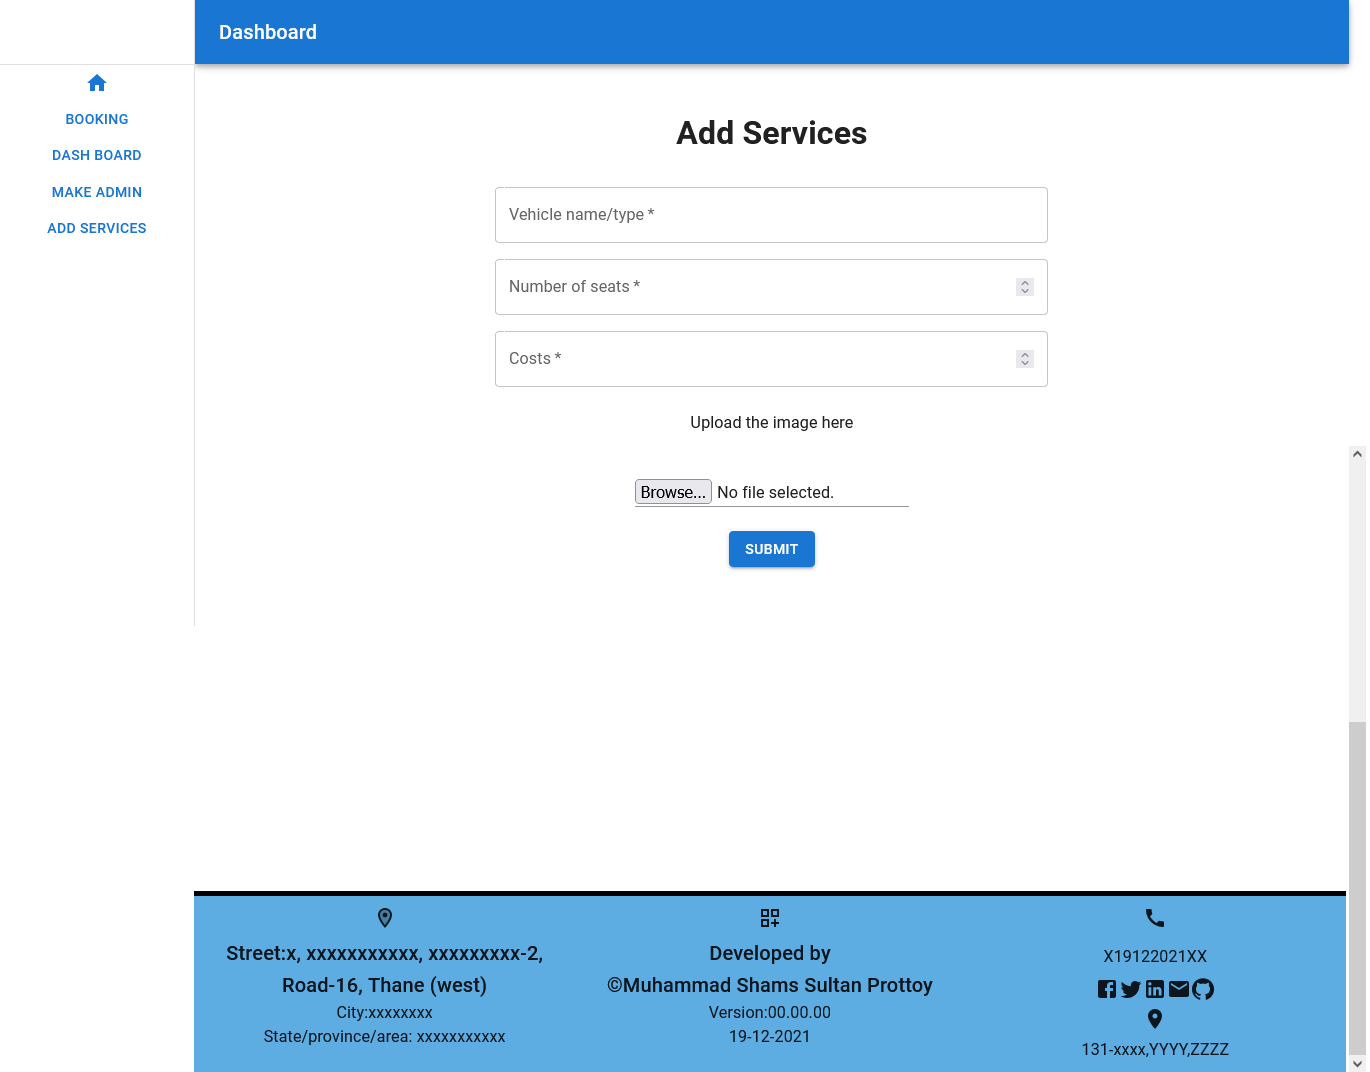 Dashboard
BOOKING
DASH BOARD
MAKE ADMIN
ADD SERVICES
Add Services
Vehicle name/type *
Number of seats *
Costs *
Upload the image here
Browse... No file selected.
SUBMIT
Street:x, xxxxxxxxxxx, xxxxxxxxx-2,
Road-16, Thane (west)
City:xxxxxxxx
State/province/area: xxxxxxxxxxx
Developed by
©Muhammad Shams Sultan Prottoy
Version:00.00.00
19-12-2021
X19122021XX
131-xxxx,YYYY,ZZZZ